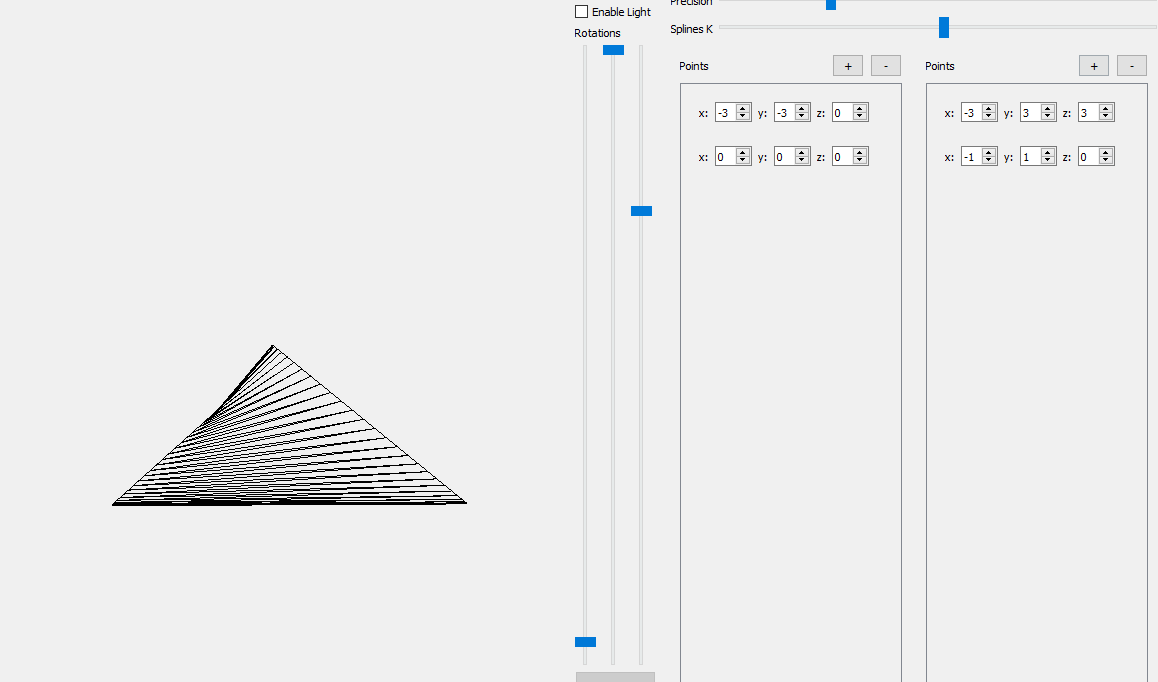 Precision
Enable Light
Splines K
Rotations
Points + -
Points + -
x: -3 y: -3 z: 0
x: -3 y: 3 z: 3
x: 0 y: 0 z: 0
x: -1 y: 1 z: 0